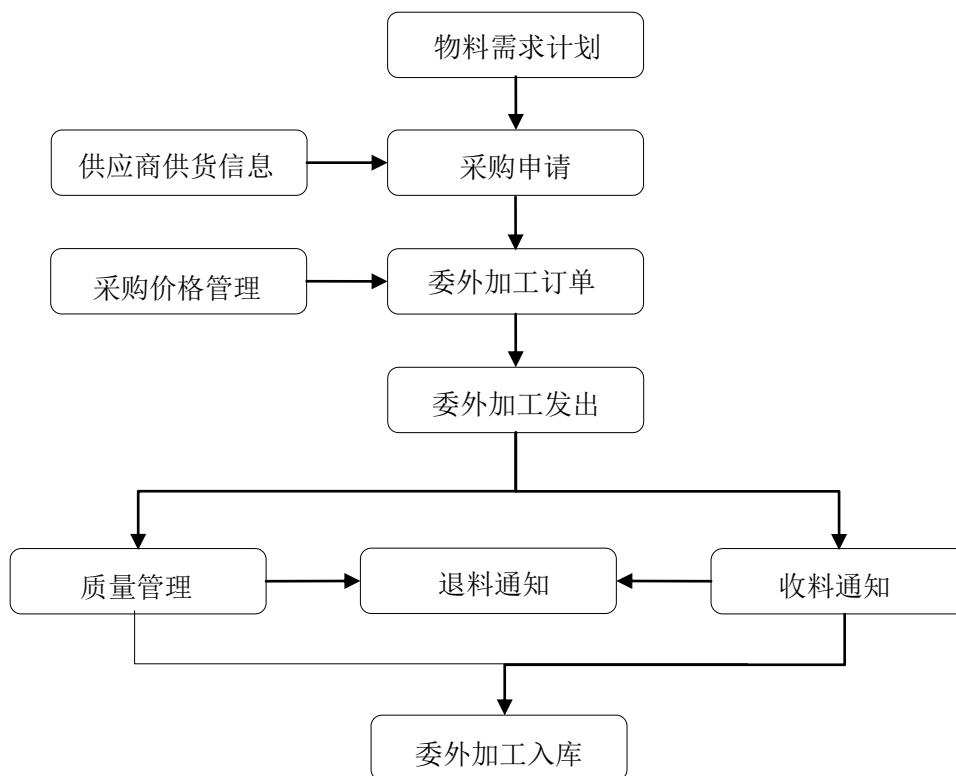 物料需求计划
供应商供货信息
采购申请
采购价格管理
委外加工订单
委外加工发出
质量管理
退料通知
收料通知
委外加工入库